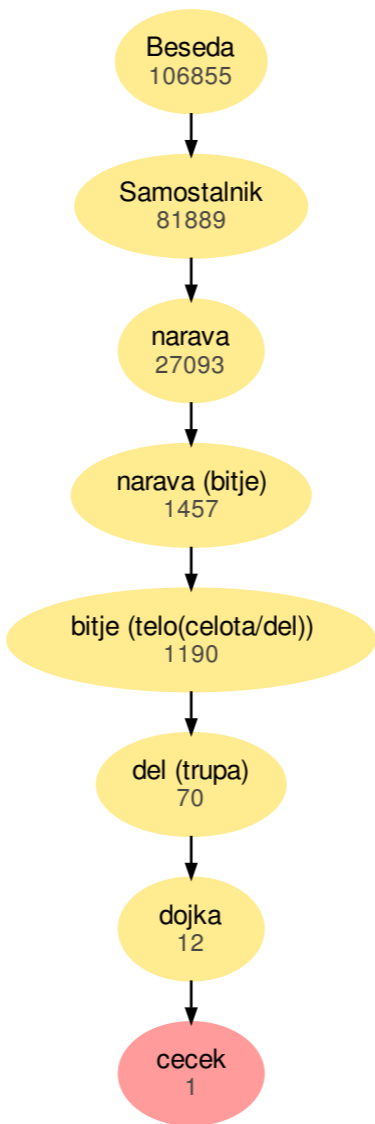 Beseda
106855
Samostalnik
81889
narava
27093
narava (bitje)
1457
bitje (telo(celota/del))
1190
del (trupa)
70
dojka
12
cecek
1